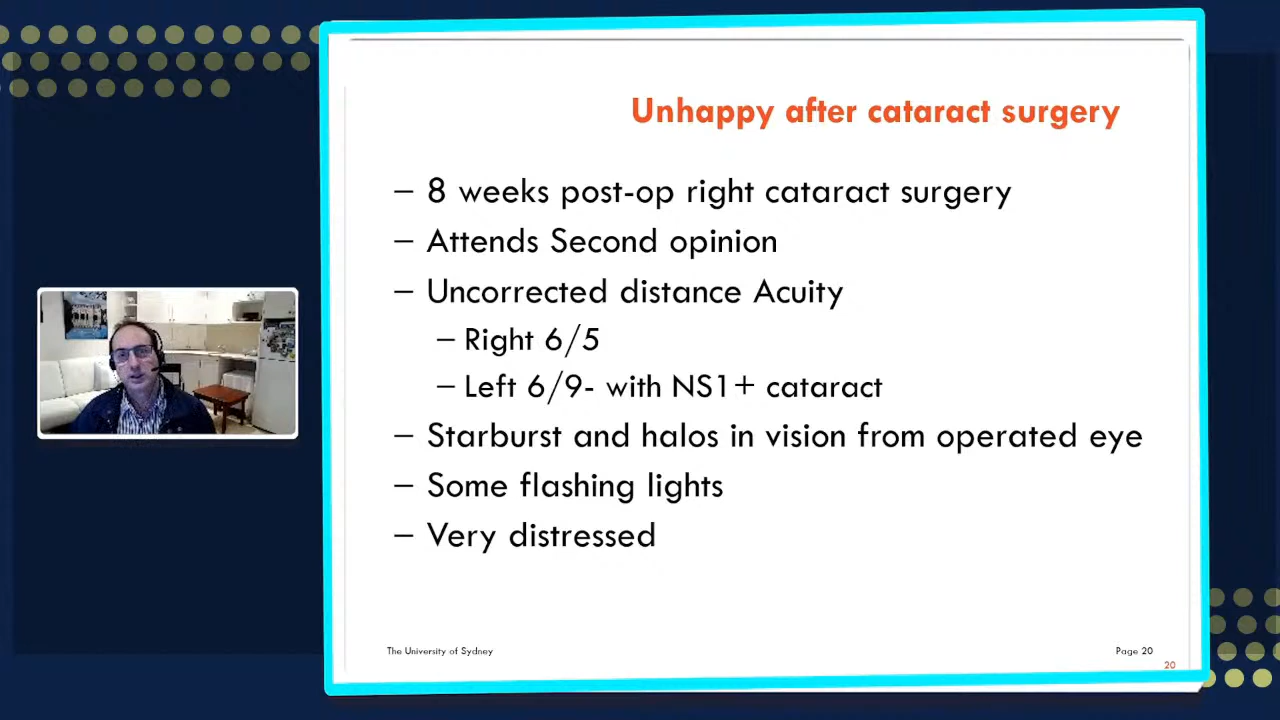 Unhappy after cataract surgery
– 8 weeks post-op right cataract surgery
– Attends Second opinion
– Uncorrected distance Acuity
– Right 6/5
– Left 6/9- with NS1+ cataract
– Starburst and halos in vision from operated eye
– Some flashing lights
– Very distressed
The University of Sydney
Page 20
20